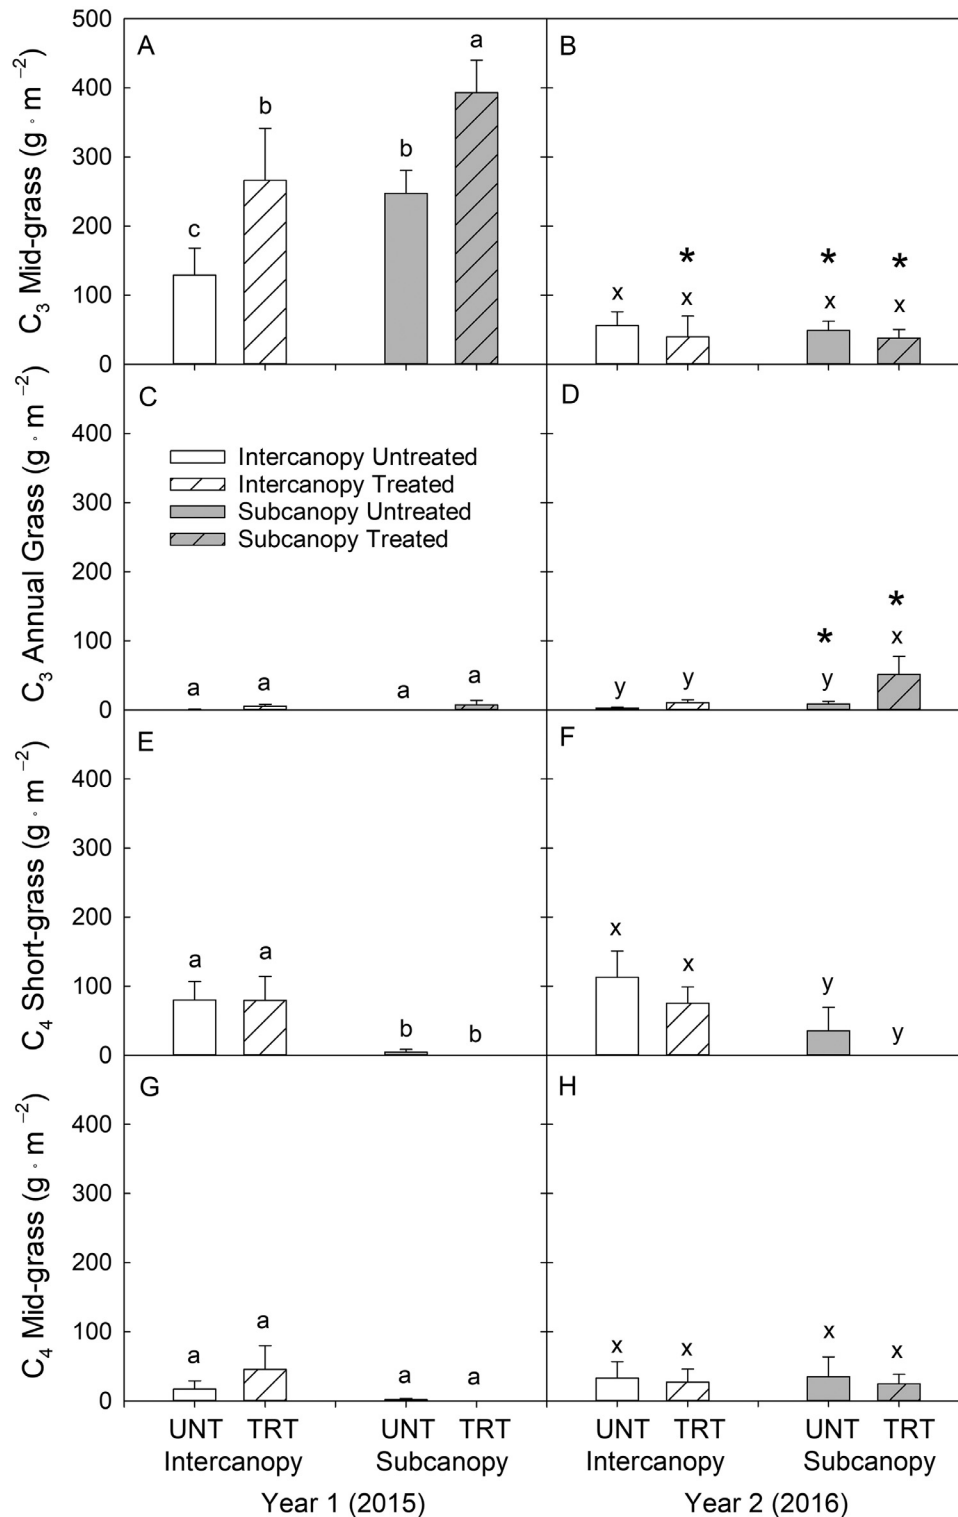 C3 Mid-grass (g · m −2)
500
400
300
200
100
0
A
c
b
b
a
B
x
x
x
x
*
*
*
C3 Annual Grass (g · m −2)
400
300
200
100
0
C
Intercanopy Untreated
Intercanopy Treated
Subcanopy Untreated
Subcanopy Treated
a
a
a
a
D
y
y
y
x
*
*
C4 Short-grass (g · m −2)
400
300
200
100
0
E
a
a
b
b
F
x
x
y
y
C4 Mid-grass (g · m −2)
400
300
200
100
0
G
a
a
a
a
H
x
x
x
x
UNT TRT UNT TRT UNT TRT UNT TRT
Intercanopy Subcanopy Intercanopy Subcanopy
Year 1 (2015) Year 2 (2016)